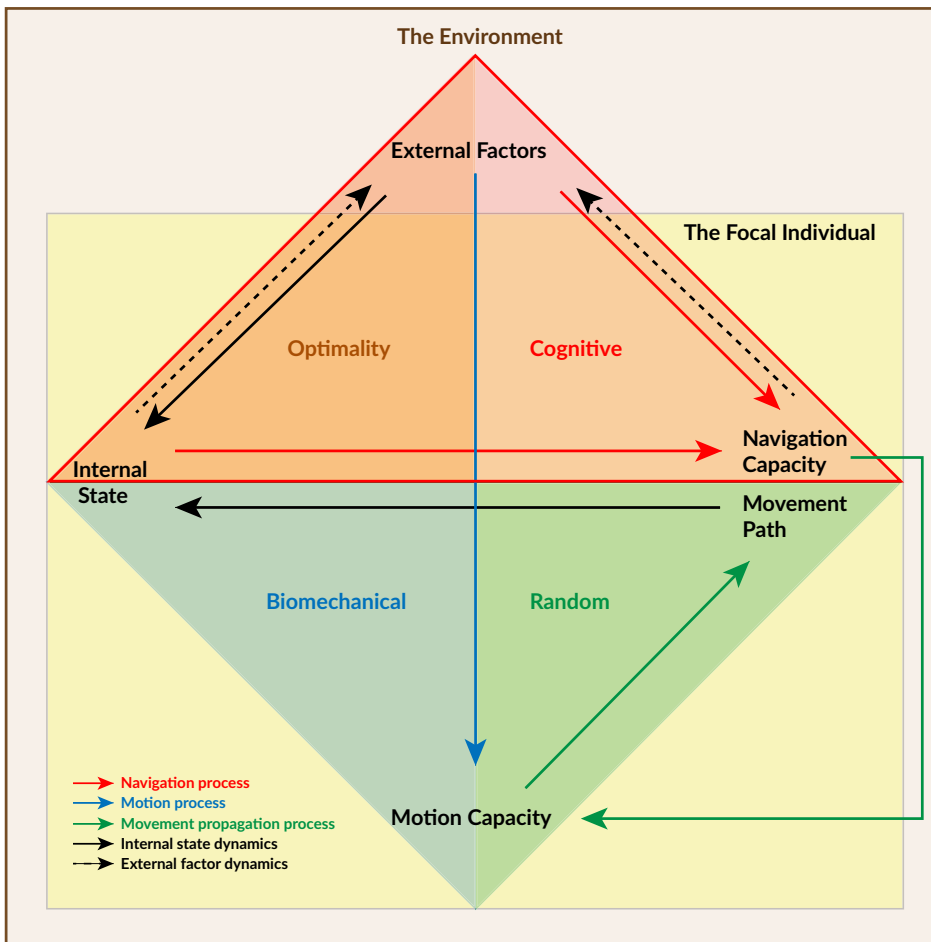 The Environment
External Factors
The Focal Individual
Optimality
Cognitive
Navigation
Capacity
Internal
State
Movement
Path
Biomechanical
Random
Navigation process
Motion process
Movement propagation process
Internal state dynamics
External factor dynamics
Motion Capacity